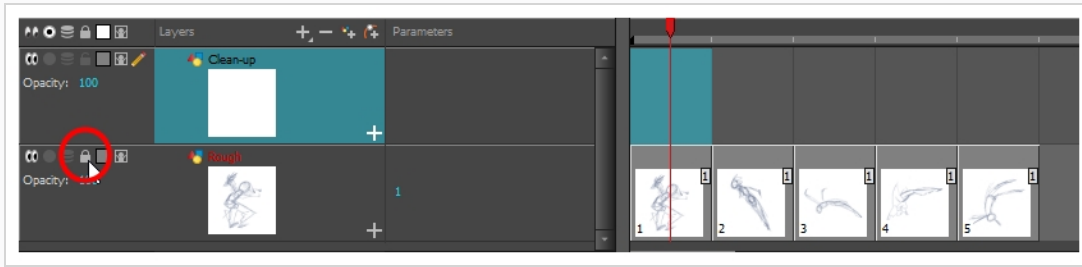 Layers Parameters
Clean-up
Opacity: 100
Rough
Opacity:
1
1 1 1 1 1
1 2 3 4 5